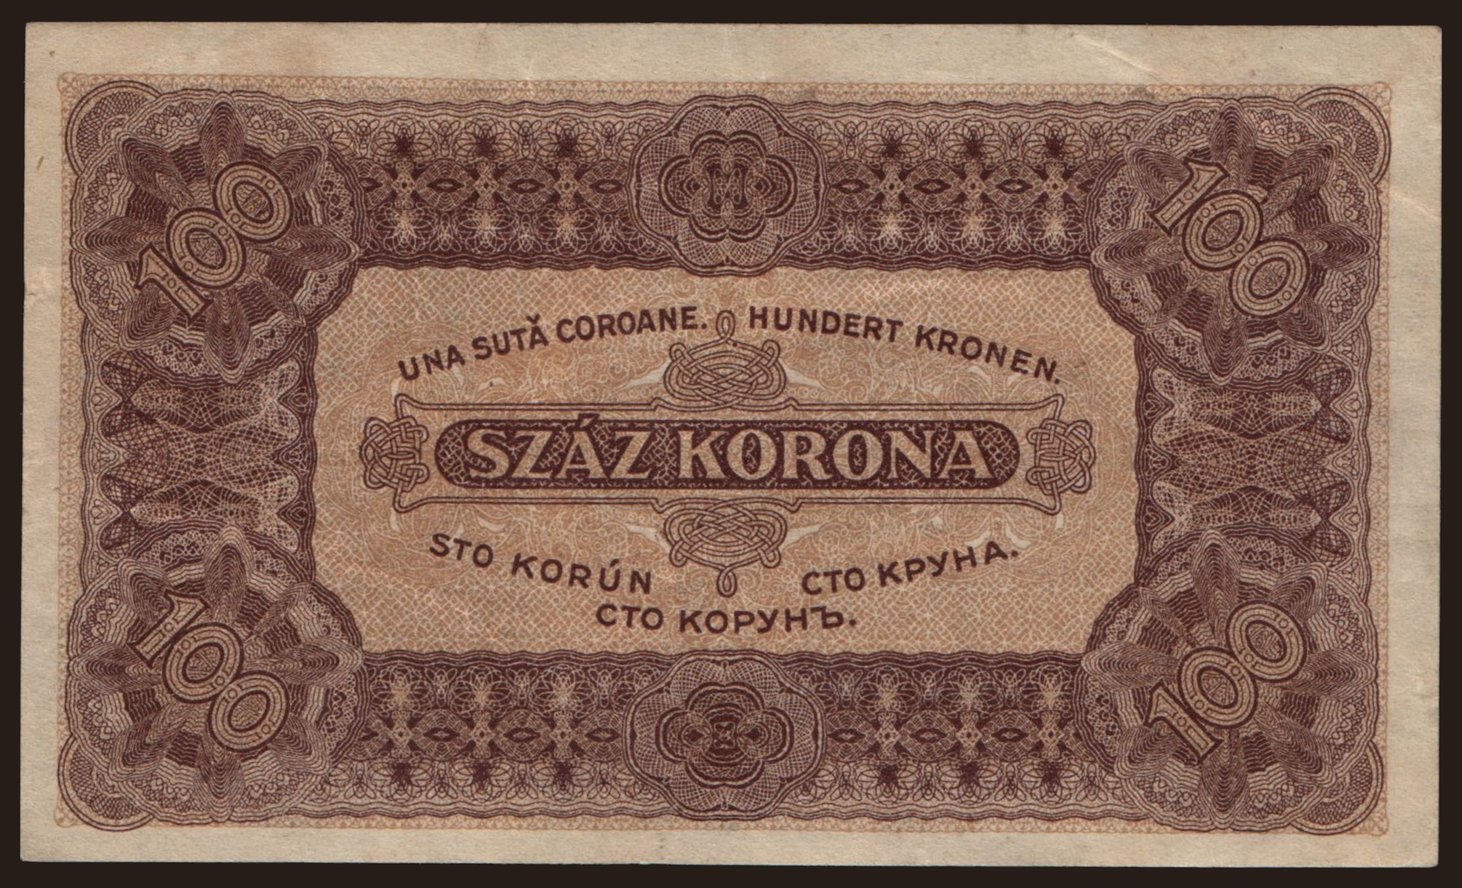 100
100
UNA SUTĂ COROANE. HUNDERT KRONEN.
SZÁZ KORONA
STO KORÚN
СТО КРУНА.
СТО КОРУНЪ.
100
100